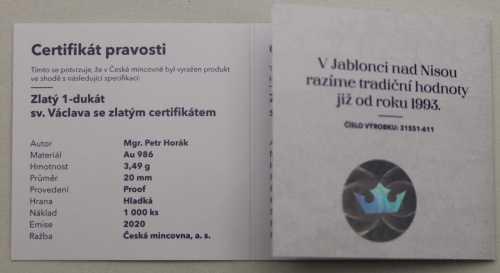 Certifikát pravosti
Tímto se potvrzuje, že v České mincovně byl vyražen produkt
ve shodě s následující specifikací:
Zlatý 1-dukát
sv. Václava se zlatým certifikátem
Autor Mgr. Petr Horák
Materiál Au 986
Hmotnost 3,49 g
Průměr 20 mm
Provedení Proof
Hrana Hladká
Náklad 1 000 ks
Emise 2020
Ražba Česká mincovna, a. s.
V Jablonci nad Nisou
razíme tradiční hodnoty
již od roku 1993.
ČÍSLO VÝROBKU: 31551-611